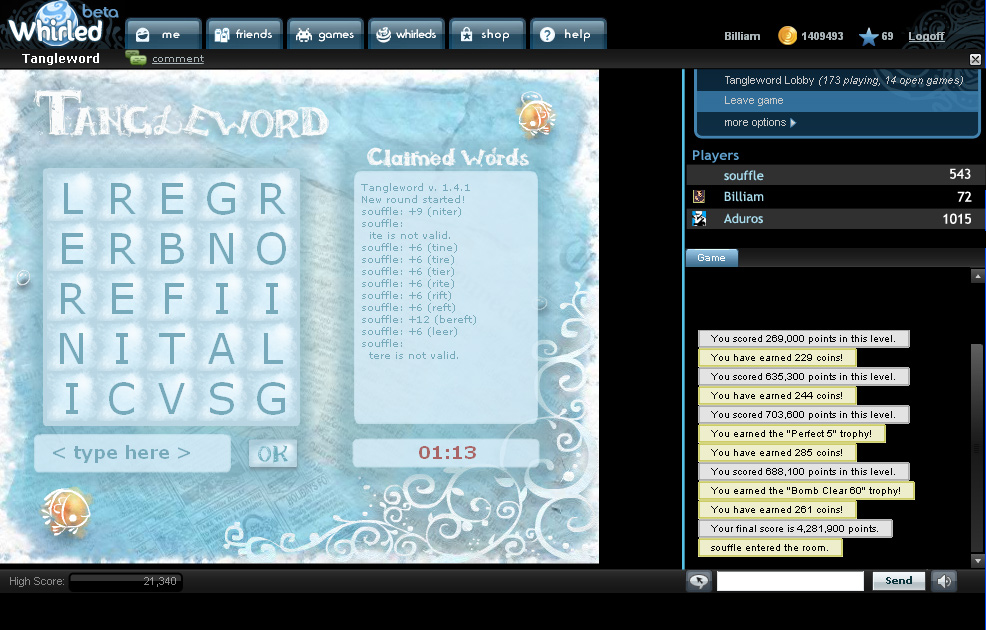 beta
Whirled
me
friends
games
whirleds
shop
help
Billiam
1409493
69
Logoff
Tangleword
comment
TANGLEWORD
Claimed Words
L R E G R
E R B N O
R E F I I
N I T A L
I C V S G
Tangleword v. 1.4.1
New round started!
souffle: +9 (niter)
souffle:
ite is not valid.
souffle: +6 (tine)
souffle: +6 (tire)
souffle: +6 (tier)
souffle: +6 (rite)
souffle: +6 (rift)
souffle: +6 (reft)
souffle: +12 (bereft)
souffle: +6 (leer)
souffle:
tere is not valid.
< type here >
OK
01:13
High Score: 21,340
Tangleword Lobby (173 playing, 14 open games)
Leave game
more options
Players
souffle 543
Billiam 72
Aduros 1015
Game
You scored 269,000 points in this level.
You have earned 229 coins!
You scored 635,300 points in this level.
You have earned 244 coins!
You scored 703,600 points in this level.
You earned the "Perfect 5" trophy!
You have earned 285 coins!
You scored 688,100 points in this level.
You earned the "Bomb Clear 60" trophy!
You have earned 261 coins!
Your final score is 4,281,900 points.
souffle entered the room.
Send